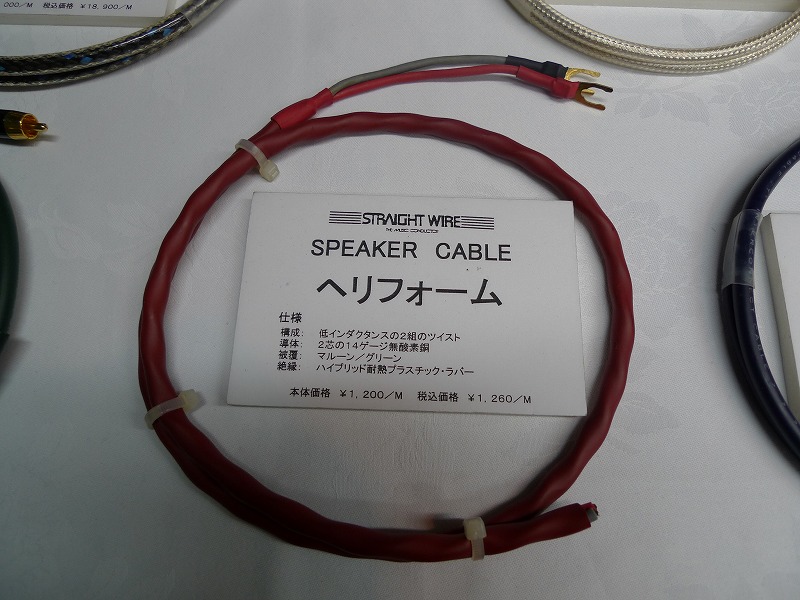 000/M 税込価格 ¥18,900/M
STRAIGHT WIRE
THE MUSIC CONDUCTOR
SPEAKER CABLE
ヘリフォーム
仕様
構成: 低インダクタンスの2組のツイスト
導体: 2芯の14ゲージ無酸素銅
被覆: マルーン/グリーン
絶縁: ハイブリッド耐熱プラスチック・ラバー
本体価格 ¥1,200/M 税込価格 ¥1,260/M